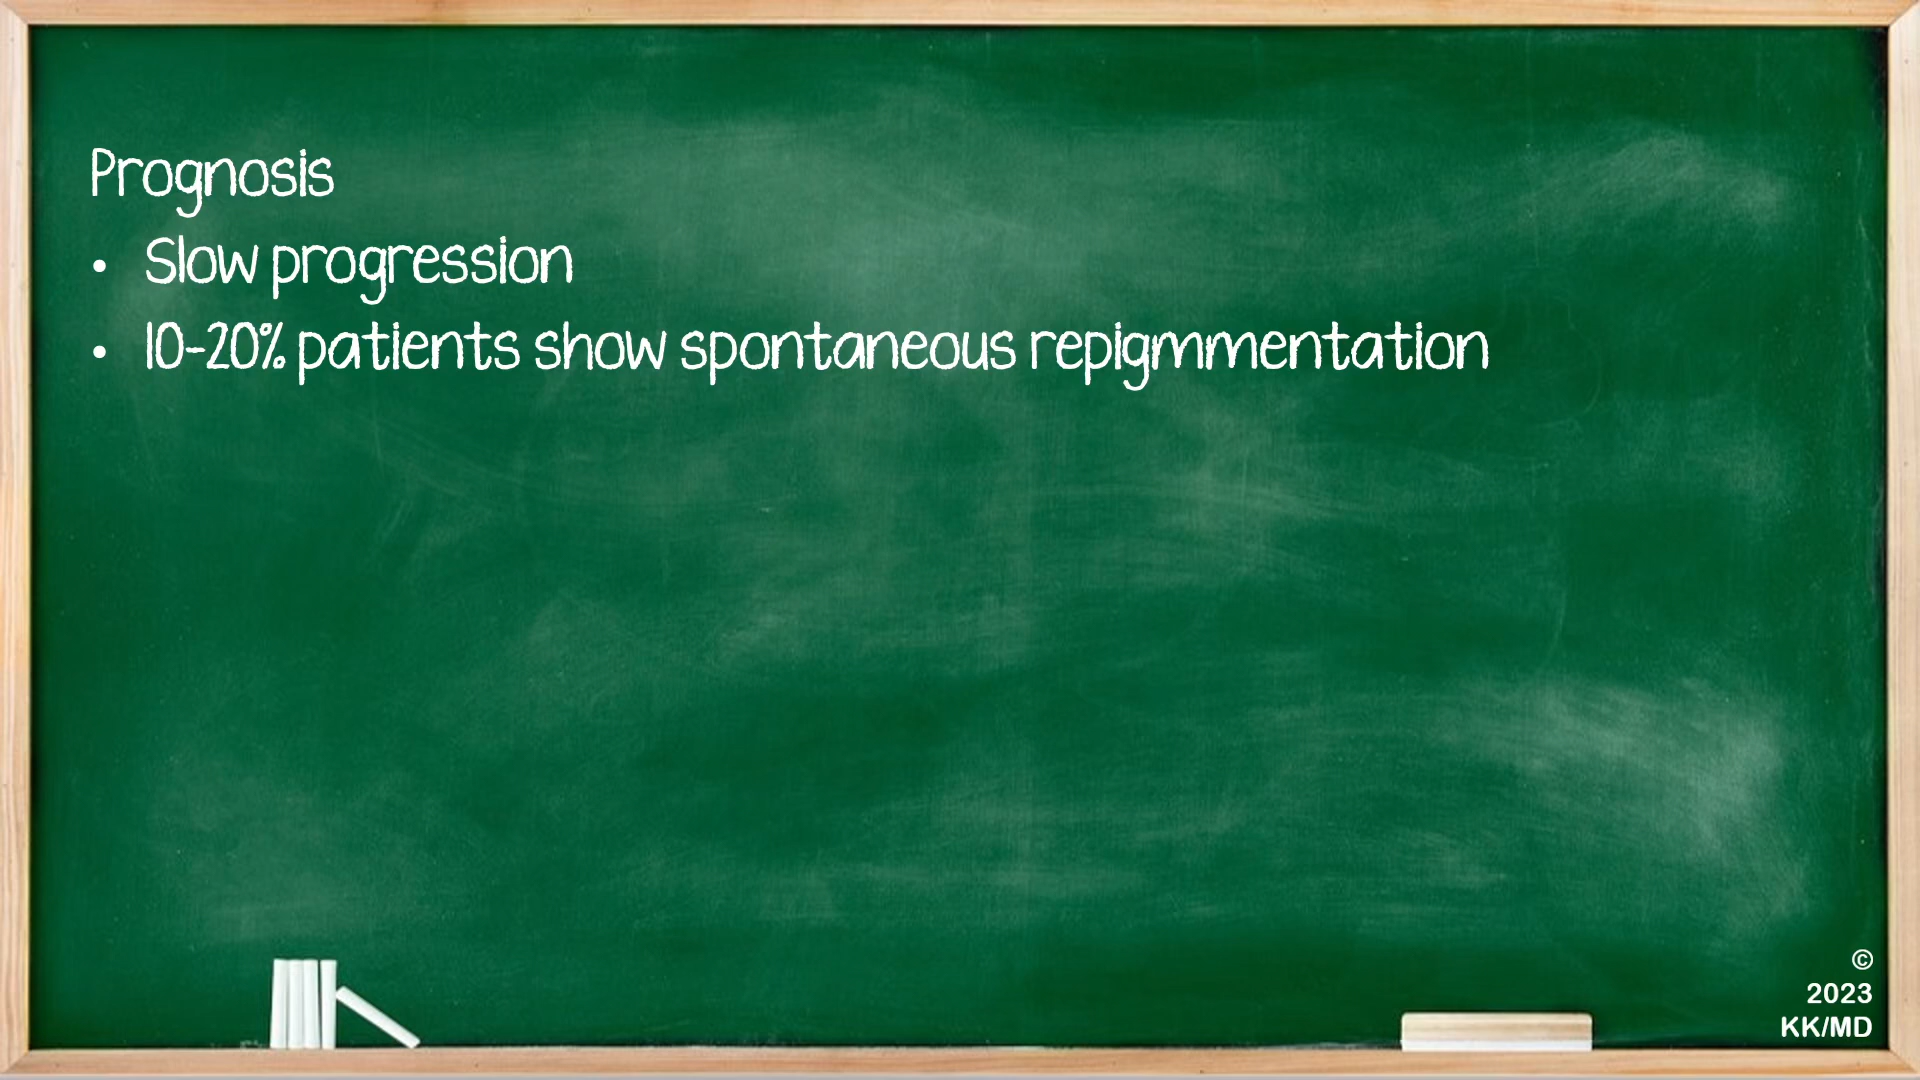 Prognosis
• Slow progression
• 10-20% patients show spontaneous repigmmentation
©
2023
KK/MD